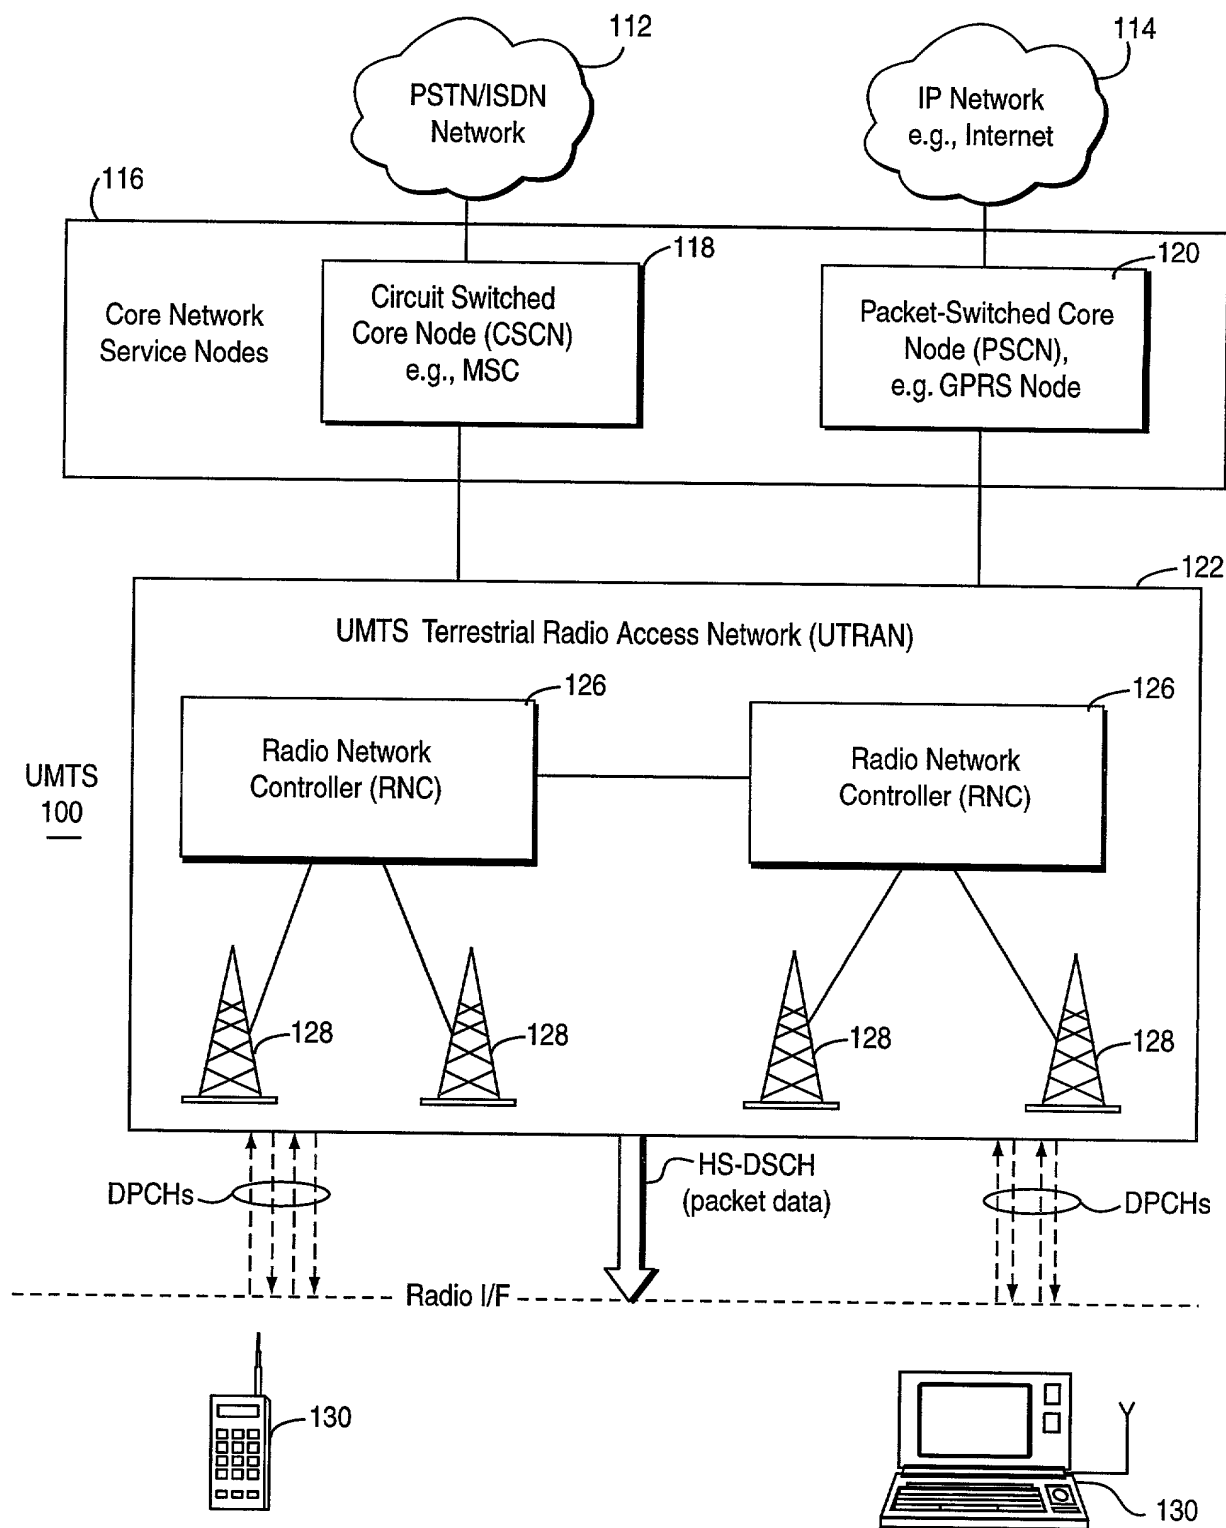 112
114
PSTN/ISDN
Network
IP Network
e.g., Internet
116
118
120
Core Network
Service Nodes
Circuit Switched
Core Node (CSCN)
e.g., MSC
Packet-Switched Core
Node (PSCN),
e.g. GPRS Node
122
UMTS Terrestrial Radio Access Network (UTRAN)
126
126
Radio Network
Controller (RNC)
Radio Network
Controller (RNC)
UMTS
100
128
128
128
128
DPCHs
HS-DSCH
(packet data)
DPCHs
Radio I/F
130
130